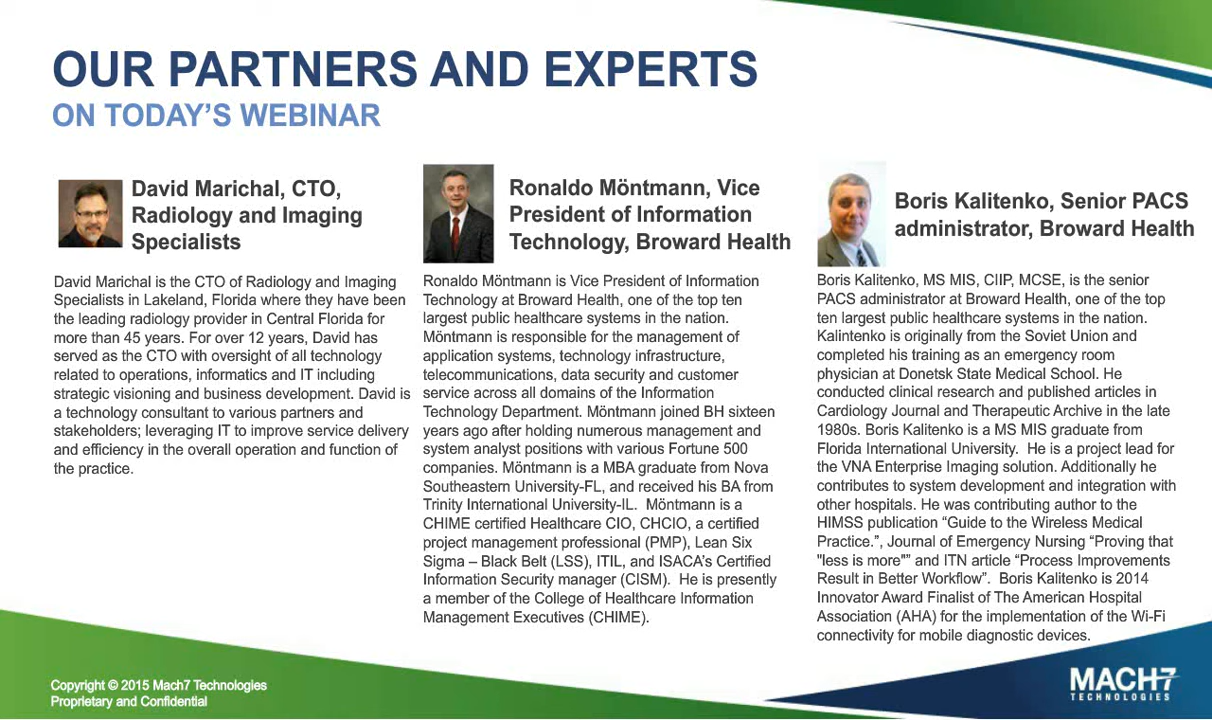 OUR PARTNERS AND EXPERTS
ON TODAY'S WEBINAR
David Marichal, CTO,
Radiology and Imaging
Specialists
David Marichal is the CTO of Radiology and Imaging
Specialists in Lakeland, Florida where they have been
the leading radiology provider in Central Florida for
more than 45 years. For over 12 years, David has
served as the CTO with oversight of all technology
related to operations, informatics and IT including
strategic visioning and business development. David is
a technology consultant to various partners and
stakeholders; leveraging IT to improve service delivery
and efficiency in the overall operation and function of
the practice.
Ronaldo Möntmann, Vice
President of Information
Technology, Broward Health
Ronaldo Möntmann is Vice President of Information
Technology at Broward Health, one of the top ten
largest public healthcare systems in the nation.
Möntmann is responsible for the management of
application systems, technology infrastructure,
telecommunications, data security and customer
service across all domains of the Information
Technology Department. Möntmann joined BH sixteen
years ago after holding numerous management and
system analyst positions with various Fortune 500
companies. Möntmann is a MBA graduate from Nova
Southeastern University-FL, and received his BA from
Trinity International University-IL.  Möntmann is a
CHIME certified Healthcare CIO, CHCIO, a certified
project management professional (PMP), Lean Six
Sigma – Black Belt (LSS), ITIL, and ISACA's Certified
Information Security manager (CISM).  He is presently
a member of the College of Healthcare Information
Management Executives (CHIME).
Boris Kalitenko, Senior PACS
administrator, Broward Health
Boris Kalitenko, MS MIS, CIIP, MCSE, is the senior
PACS administrator at Broward Health, one of the top
ten largest public healthcare systems in the nation.
Kalintenko is originally from the Soviet Union and
completed his training as an emergency room
physician at Donetsk State Medical School. He
conducted clinical research and published articles in
Cardiology Journal and Therapeutic Archive in the late
1980s. Boris Kalitenko is a MS MIS graduate from
Florida International University.  He is a project lead for
the VNA Enterprise Imaging solution. Additionally he
contributes to system development and integration with
other hospitals. He was contributing author to the
HIMSS publication “Guide to the Wireless Medical
Practice.”, Journal of Emergency Nursing “Proving that
"less is more"” and ITN article “Process Improvements
Result in Better Workflow”.  Boris Kalitenko is 2014
Innovator Award Finalist of The American Hospital
Association (AHA) for the implementation of the Wi-Fi
connectivity for mobile diagnostic devices.
Copyright © 2015 Mach7 Technologies
Proprietary and Confidential
MACH7
TECHNOLOGIES